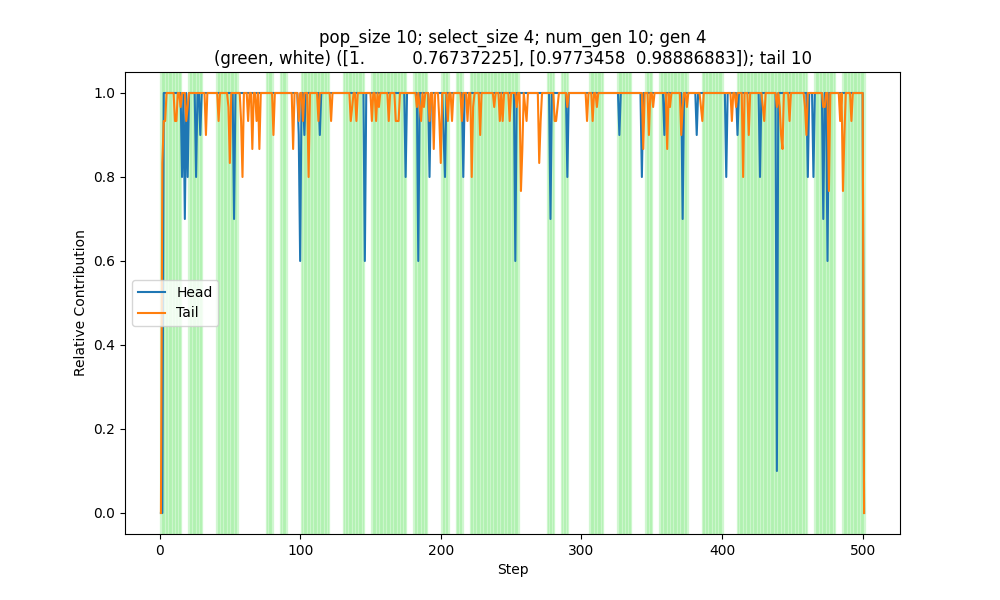 pop_size 10; select_size 4; num_gen 10; gen 4
(green, white) ([1.          0.76737225], [0.9773458  0.98886883]); tail 10
1.0
0.8
0.6
0.4
0.2
0.0
Relative Contribution
Head
Tail
0
100
200
300
400
500
Step